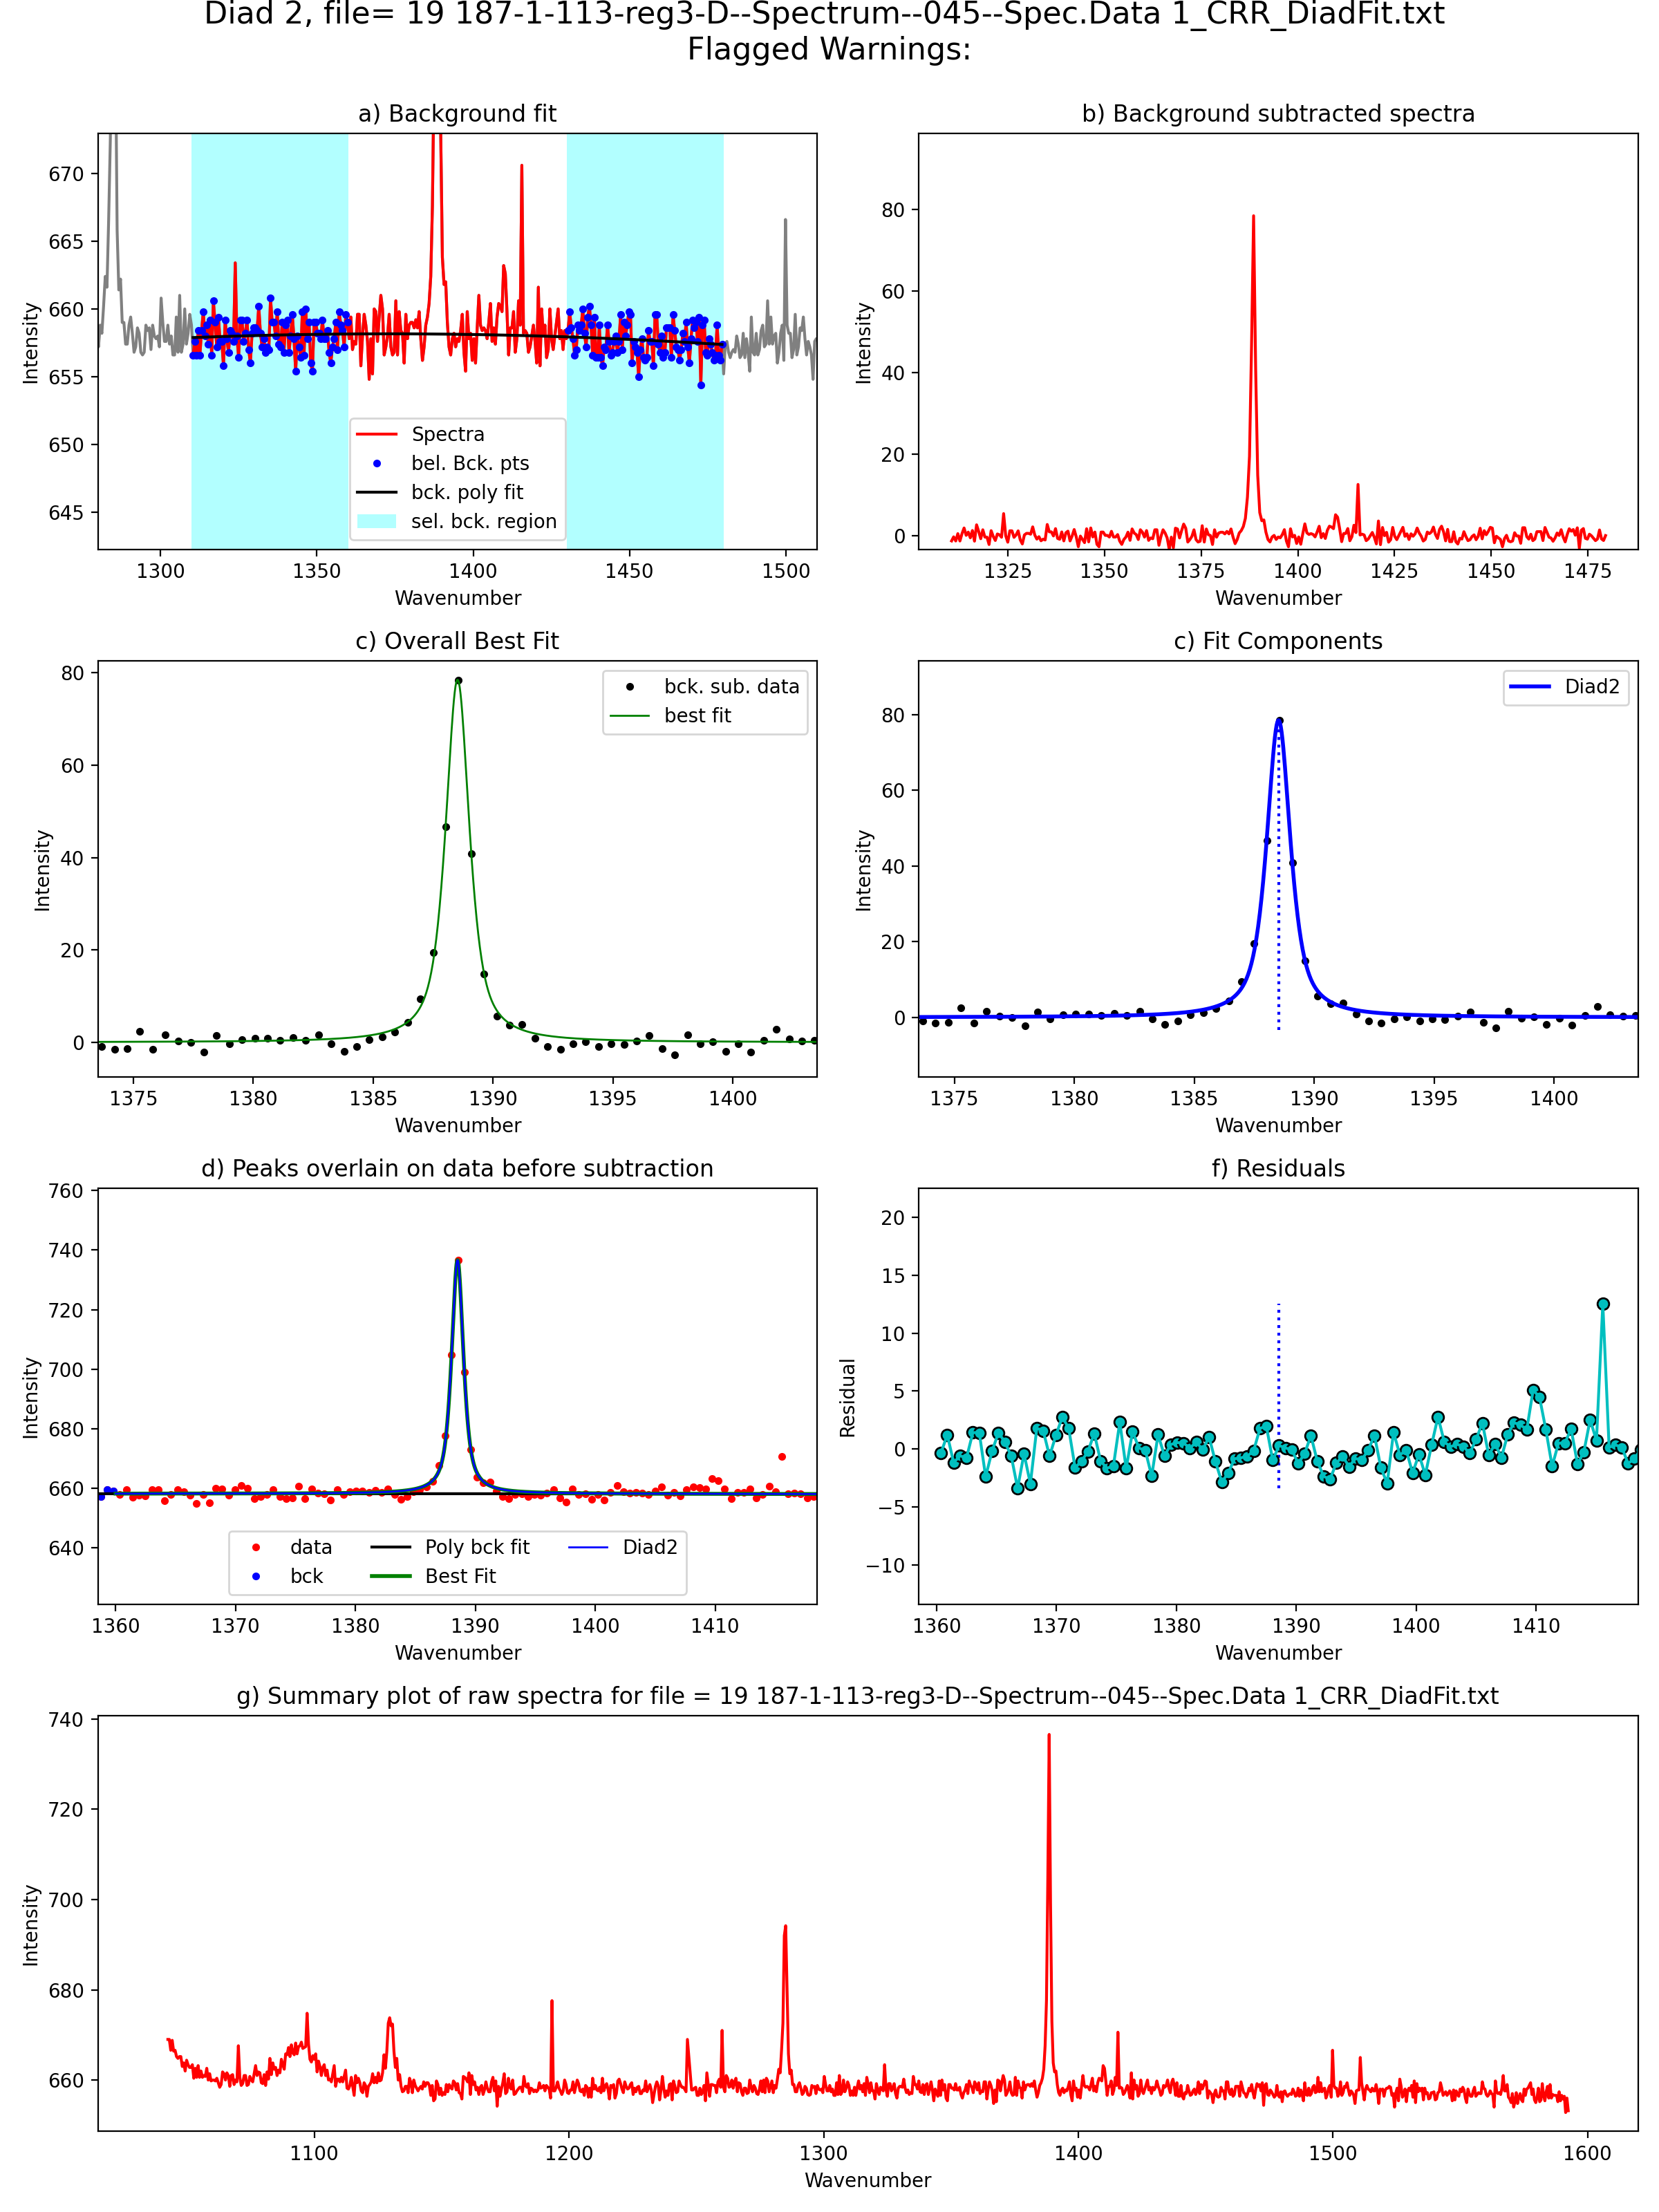 Diad 2, file= 19 187-1-113-reg3-D--Spectrum--045--Spec.Data 1_CRR_DiadFit.txt
Flagged Warnings:
a) Background fit
670
665
660
655
650
645
Intensity
Spectra
bel. Bck. pts
bck. poly fit
sel. bck. region
1300 1350 1400 1450 1500
Wavenumber
b) Background subtracted spectra
80
60
40
20
0
Intensity
1325 1350 1375 1400 1425 1450 1475
Wavenumber
c) Overall Best Fit
80
60
40
20
0
Intensity
bck. sub. data
best fit
1375 1380 1385 1390 1395 1400
Wavenumber
c) Fit Components
80
60
40
20
0
Intensity
Diad2
1375 1380 1385 1390 1395 1400
Wavenumber
d) Peaks overlain on data before subtraction
760
740
720
700
680
660
640
Intensity
data Poly bck fit Diad2
bck Best Fit
1360 1370 1380 1390 1400 1410
Wavenumber
f) Residuals
20
15
10
5
0
−5
−10
Residual
1360 1370 1380 1390 1400 1410
Wavenumber
g) Summary plot of raw spectra for file = 19 187-1-113-reg3-D--Spectrum--045--Spec.Data 1_CRR_DiadFit.txt
740
720
700
680
660
Intensity
1100 1200 1300 1400 1500 1600
Wavenumber